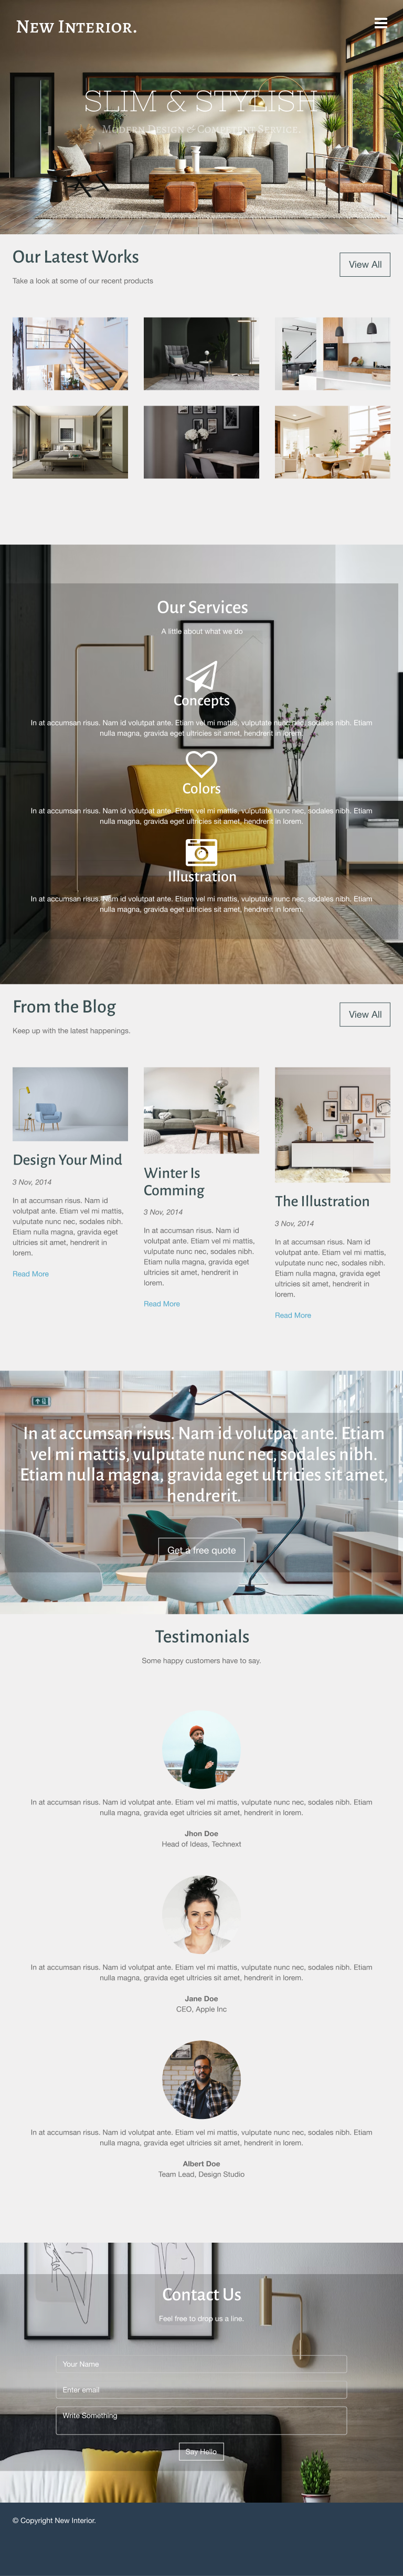 New Interior.
SLIM & STYLISH
Modern Design & Competent Service.
Our Latest Works
View All
Take a look at some of our recent products
Our Services
A little about what we do
Concepts
In at accumsan risus. Nam id volutpat ante. Etiam vel mi mattis, vulputate nunc nec, sodales nibh. Etiam
nulla magna, gravida eget ultricies sit amet, hendrerit in lorem.
Colors
In at accumsan risus. Nam id volutpat ante. Etiam vel mi mattis, vulputate nunc nec, sodales nibh. Etiam
nulla magna, gravida eget ultricies sit amet, hendrerit in lorem.
Illustration
In at accumsan risus. Nam id volutpat ante. Etiam vel mi mattis, vulputate nunc nec, sodales nibh. Etiam
nulla magna, gravida eget ultricies sit amet, hendrerit in lorem.
From the Blog
View All
Keep up with the latest happenings.
Design Your Mind
3 Nov, 2014
In at accumsan risus. Nam id
volutpat ante. Etiam vel mi mattis,
vulputate nunc nec, sodales nibh.
Etiam nulla magna, gravida eget
ultricies sit amet, hendrerit in
lorem.
Read More
Winter Is
Comming
3 Nov, 2014
In at accumsan risus. Nam id
volutpat ante. Etiam vel mi mattis,
vulputate nunc nec, sodales nibh.
Etiam nulla magna, gravida eget
ultricies sit amet, hendrerit in
lorem.
Read More
The Illustration
3 Nov, 2014
In at accumsan risus. Nam id
volutpat ante. Etiam vel mi mattis,
vulputate nunc nec, sodales nibh.
Etiam nulla magna, gravida eget
ultricies sit amet, hendrerit in
lorem.
Read More
In at accumsan risus. Nam id volutpat ante. Etiam
vel mi mattis, vulputate nunc nec, sodales nibh.
Etiam nulla magna, gravida eget ultricies sit amet,
hendrerit.
Get a free quote
Testimonials
Some happy customers have to say.
In at accumsan risus. Nam id volutpat ante. Etiam vel mi mattis, vulputate nunc nec, sodales nibh. Etiam
nulla magna, gravida eget ultricies sit amet, hendrerit in lorem.
Jhon Doe
Head of Ideas, Technext
In at accumsan risus. Nam id volutpat ante. Etiam vel mi mattis, vulputate nunc nec, sodales nibh. Etiam
nulla magna, gravida eget ultricies sit amet, hendrerit in lorem.
Jane Doe
CEO, Apple Inc
In at accumsan risus. Nam id volutpat ante. Etiam vel mi mattis, vulputate nunc nec, sodales nibh. Etiam
nulla magna, gravida eget ultricies sit amet, hendrerit in lorem.
Albert Doe
Team Lead, Design Studio
Contact Us
Feel free to drop us a line.
Your Name
Enter email
Write Something
Say Hello
© Copyright New Interior.